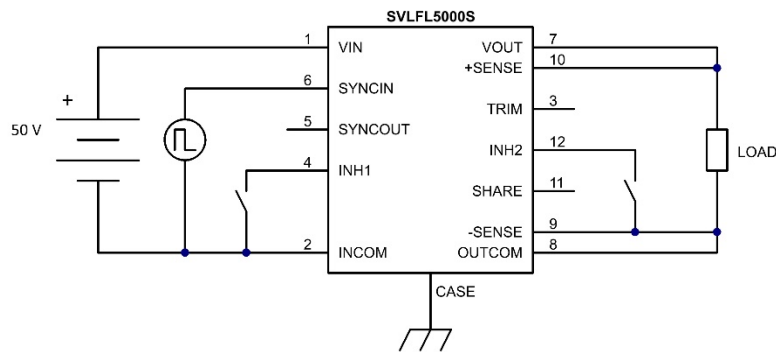 SVLFL5000S
1 VIN VOUT 7
+SENSE 10
6 SYNCIN
+
TRIM 3
50 V
5 SYNCOUT
INH2 12
LOAD
4 INH1
SHARE 11
-SENSE 9
2 INCOM OUTCOM 8
CASE